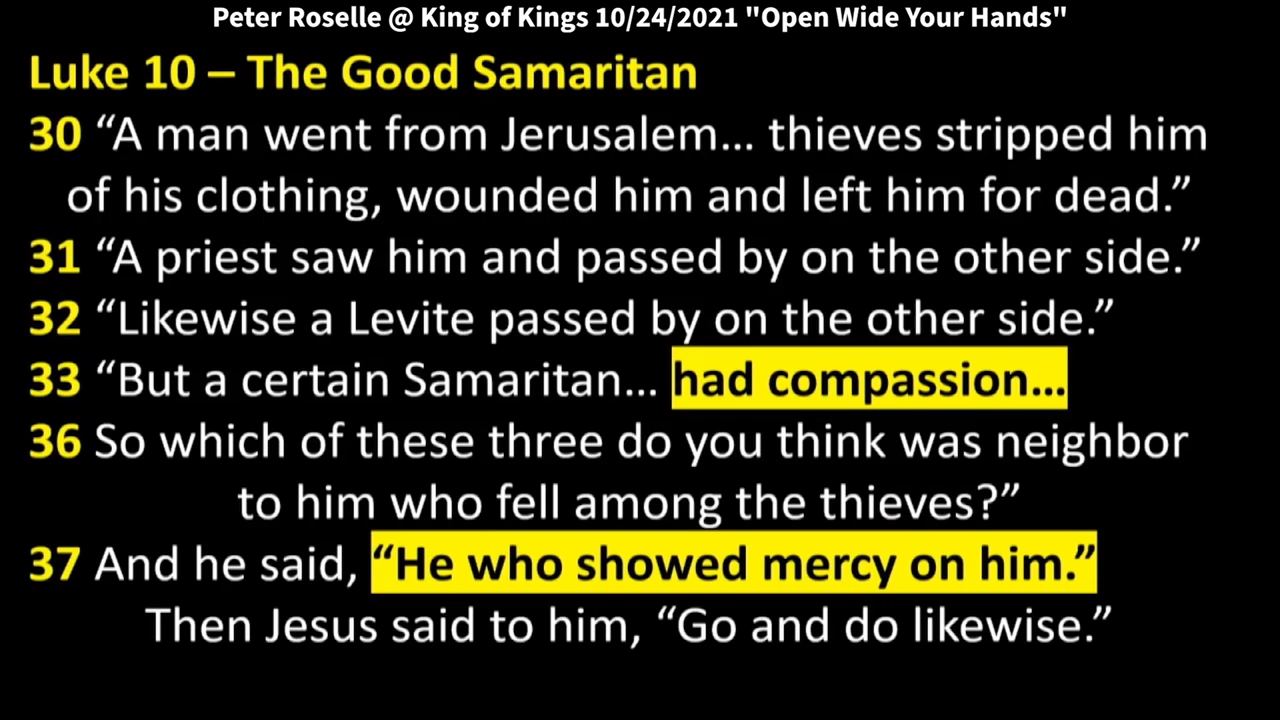 Peter Roselle @ King of Kings 10/24/2021 "Open Wide Your Hands"
Luke 10 – The Good Samaritan
30 “A man went from Jerusalem... thieves stripped him
of his clothing, wounded him and left him for dead.”
31 “A priest saw him and passed by on the other side.”
32 “Likewise a Levite passed by on the other side.”
33 “But a certain Samaritan... had compassion...
36 So which of these three do you think was neighbor
to him who fell among the thieves?”
37 And he said, “He who showed mercy on him.”
Then Jesus said to him, “Go and do likewise.”